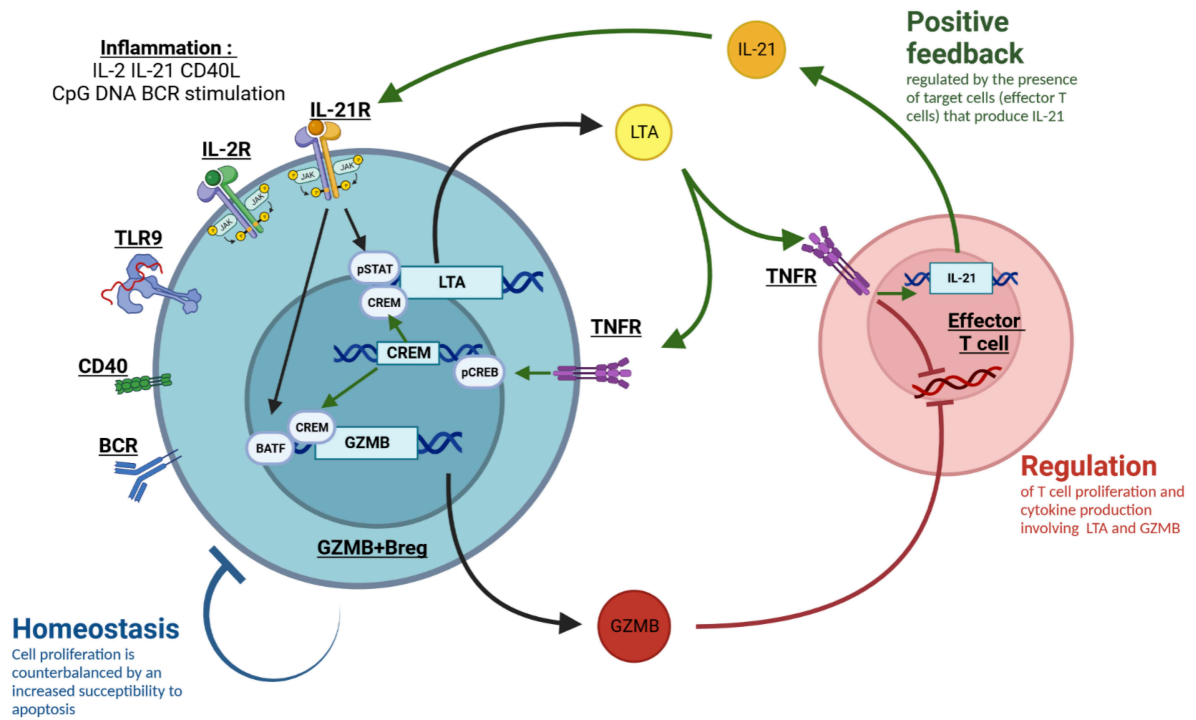 Inflammation :
IL-2 IL-21 CD40L
CpG DNA BCR stimulation
IL-21
Positive
feedback
regulated by the presence
of target cells (effector T
cells) that produce IL-21
IL-21R
IL-2R
LTA
JAK
JAK
JAK
JAK
TLR9
pSTAT
LTA
CREM
TNFR
IL-21
Effector
T cell
TNFR
CREM
pCREB
CD40
CREM
BATF
GZMB
BCR
Regulation
of T cell proliferation and
cytokine production
involving LTA and GZMB
GZMB+Breg
GZMB
Homeostasis
Cell proliferation is
counterbalanced by an
increased succeptibility to
apoptosis